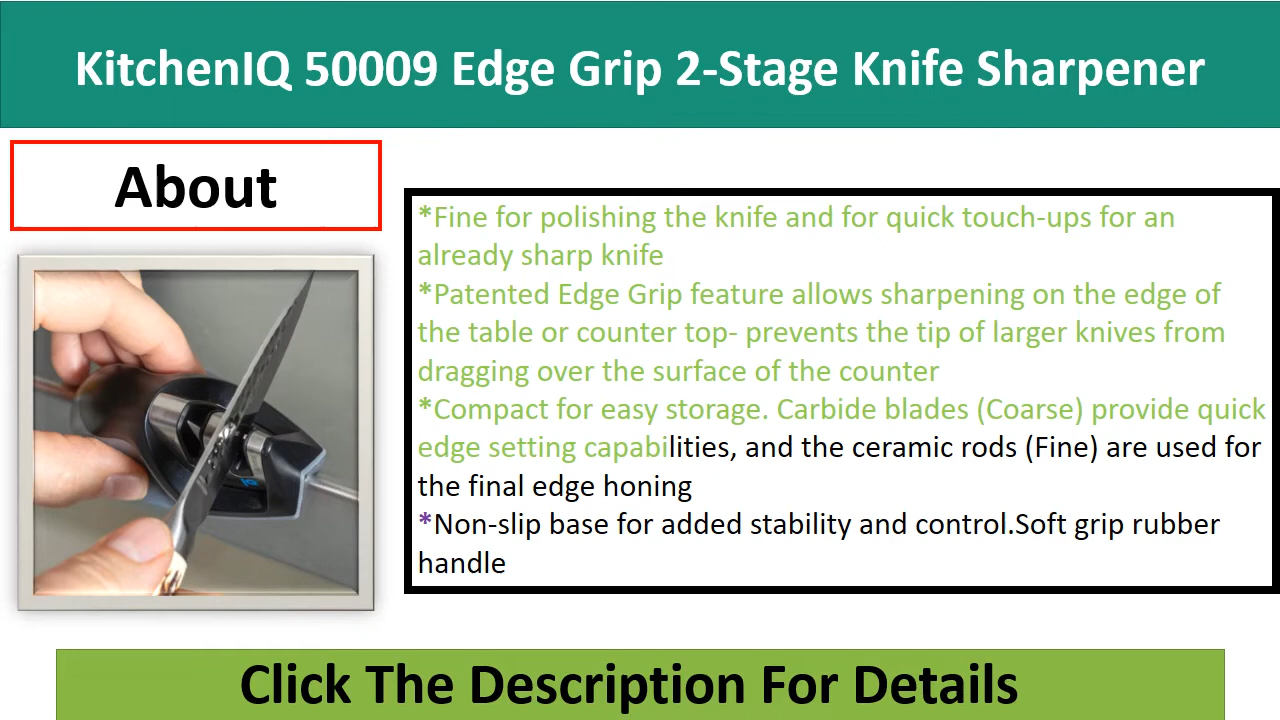 KitchenIQ 50009 Edge Grip 2-Stage Knife Sharpener
About
*Fine for polishing the knife and for quick touch-ups for an
already sharp knife
*Patented Edge Grip feature allows sharpening on the edge of
the table or counter top- prevents the tip of larger knives from
dragging over the surface of the counter
*Compact for easy storage. Carbide blades (Coarse) provide quick
edge setting capabilities, and the ceramic rods (Fine) are used for
the final edge honing
*Non-slip base for added stability and control.Soft grip rubber
handle
Click The Description For Details